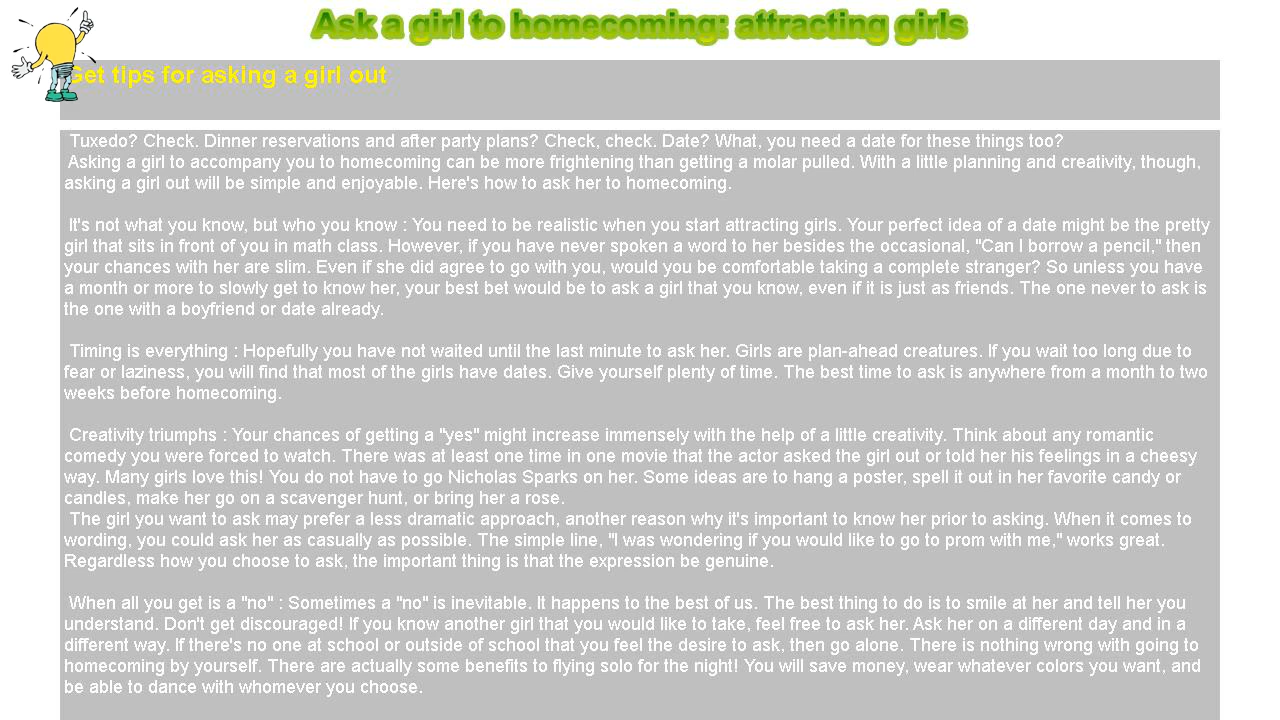 Ask a girl to homecoming: attracting girls
Get tips for asking a girl out
Tuxedo? Check. Dinner reservations and after party plans? Check, check. Date? What, you need a date for these things too?
Asking a girl to accompany you to homecoming can be more frightening than getting a molar pulled. With a little planning and creativity, though,
asking a girl out will be simple and enjoyable. Here's how to ask her to homecoming.
It's not what you know, but who you know : You need to be realistic when you start attracting girls. Your perfect idea of a date might be the pretty
girl that sits in front of you in math class. However, if you have never spoken a word to her besides the occasional, "Can I borrow a pencil," then
your chances with her are slim. Even if she did agree to go with you, would you be comfortable taking a complete stranger? So unless you have
a month or more to slowly get to know her, your best bet would be to ask a girl that you know, even if it is just as friends. The one never to ask is
the one with a boyfriend or date already.
Timing is everything : Hopefully you have not waited until the last minute to ask her. Girls are plan-ahead creatures. If you wait too long due to
fear or laziness, you will find that most of the girls have dates. Give yourself plenty of time. The best time to ask is anywhere from a month to two
weeks before homecoming.
Creativity triumphs : Your chances of getting a "yes" might increase immensely with the help of a little creativity. Think about any romantic
comedy you were forced to watch. There was at least one time in one movie that the actor asked the girl out or told her his feelings in a cheesy
way. Many girls love this! You do not have to go Nicholas Sparks on her. Some ideas are to hang a poster, spell it out in her favorite candy or
candles, make her go on a scavenger hunt, or bring her a rose.
The girl you want to ask may prefer a less dramatic approach, another reason why it's important to know her prior to asking. When it comes to
wording, you could ask her as casually as possible. The simple line, "I was wondering if you would like to go to prom with me," works great.
Regardless how you choose to ask, the important thing is that the expression be genuine.
When all you get is a "no" : Sometimes a "no" is inevitable. It happens to the best of us. The best thing to do is to smile at her and tell her you
understand. Don't get discouraged! If you know another girl that you would like to take, feel free to ask her. Ask her on a different day and in a
different way. If there's no one at school or outside of school that you feel the desire to ask, then go alone. There is nothing wrong with going to
homecoming by yourself. There are actually some benefits to flying solo for the night! You will save money, wear whatever colors you want, and
be able to dance with whomever you choose.